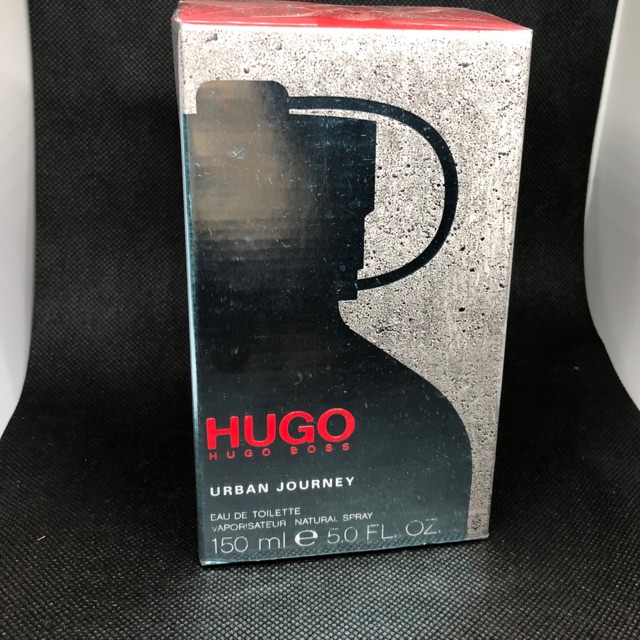 HUGO
HUGO BOSS
URBAN JOURNEY
EAU DE TOILETTE
VAPORISATEUR NATURAL SPRAY
150 ml ℮ 5.0 FL. OZ.